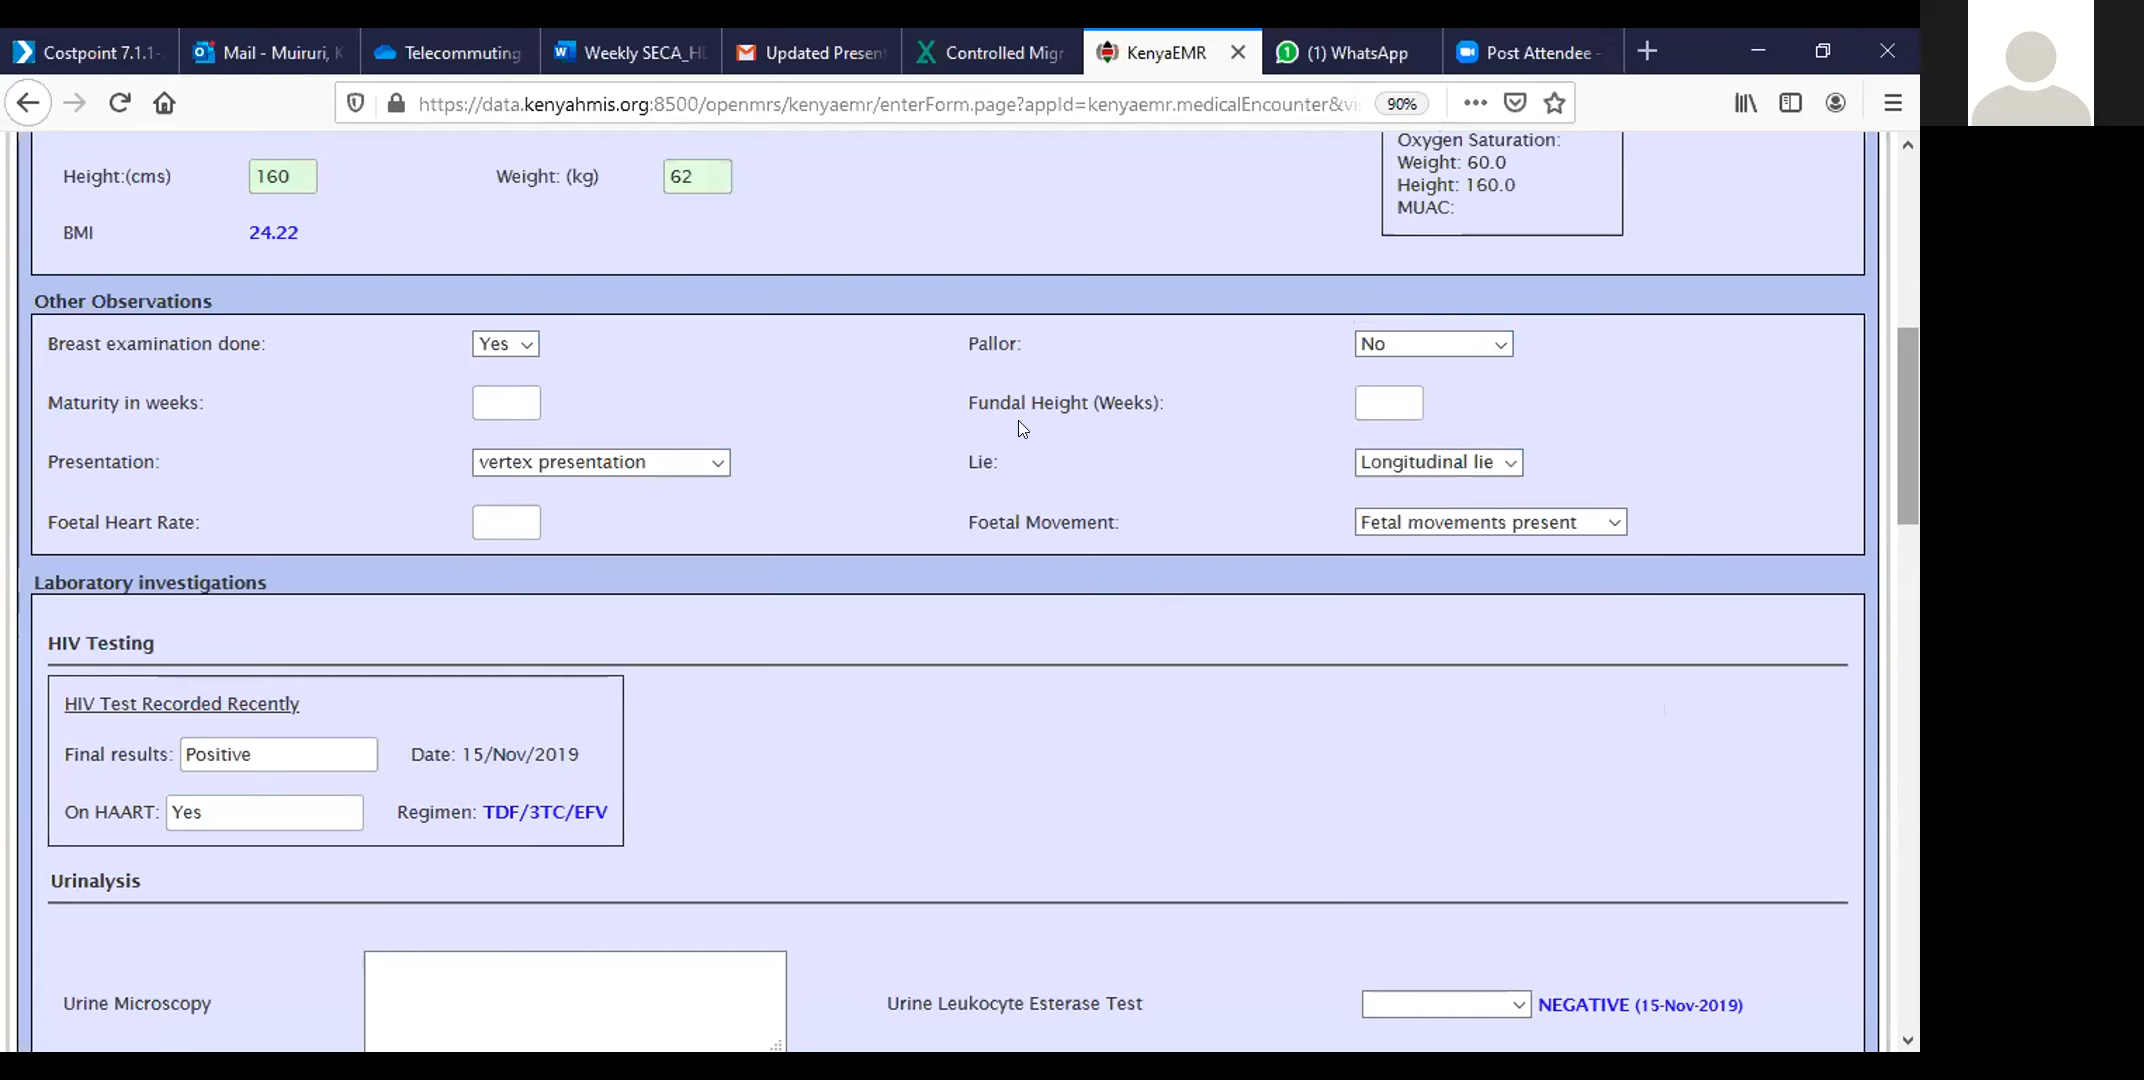 Costpoint 7.1.1-
Mail - Muiruri, K
Telecommuting
Weekly SECA_H
Updated Presen
Controlled Migr
KenyaEMR
(1) WhatsApp
Post Attendee -
https://data.kenyahmis.org:8500/openmrs/kenyaemr/enterForm.page?appId=kenyaemr.medicalEncounter&vi
90%
Oxygen Saturation:
Height:(cms) 160 Weight: (kg) 62 Weight: 60.0
Height: 160.0
MUAC:
BMI 24.22
Other Observations
Breast examination done: Yes Pallor: No
Maturity in weeks: Fundal Height (Weeks):
Presentation: vertex presentation Lie: Longitudinal lie
Foetal Heart Rate: Foetal Movement: Fetal movements present
Laboratory investigations
HIV Testing
HIV Test Recorded Recently
Final results: Positive Date: 15/Nov/2019
On HAART: Yes Regimen: TDF/3TC/EFV
Urinalysis
Urine Microscopy Urine Leukocyte Esterase Test NEGATIVE (15-Nov-2019)